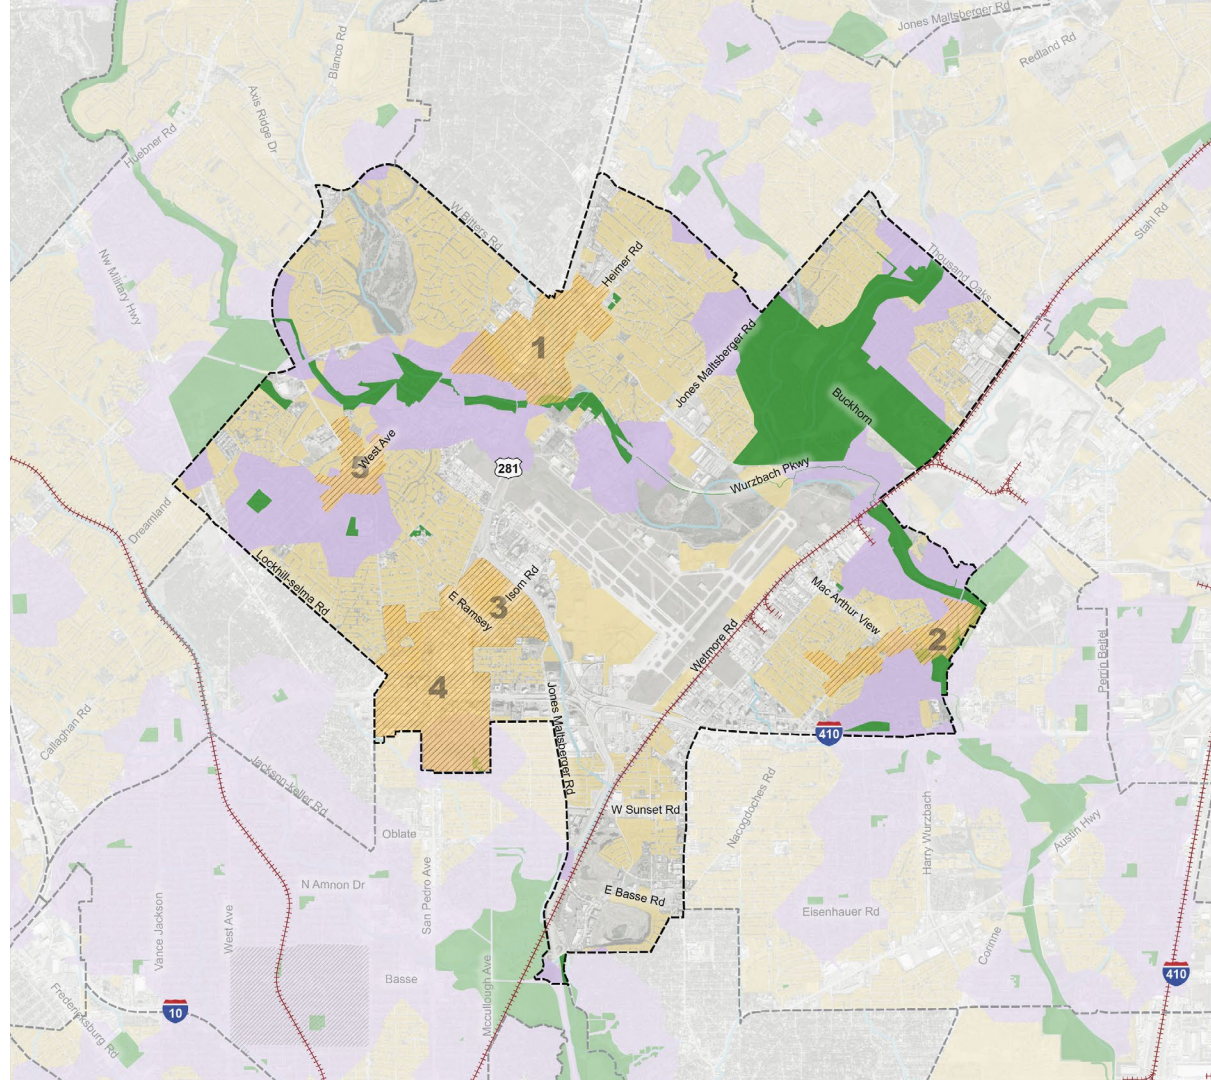 Jones Maltsberger Rd
Redland Rd
Blanco Rd
Axis Ridge Dr
Huebner Rd
W Bitters Rd
Stahl Rd
Thousand Oaks
Nw Military Hwy
Heimer Rd
1
Jones Maltsberger Rd
Buckhorn
West Ave
5
281
Wurzbach Pkwy
Dreamland
Lockhill-selma Rd
Isom Rd
E Ramsey
3
Mac Arthur View
Wetmore Rd
2
Perrin Beitel
4
Jones Maltsberger Rd
410
Callaghan Rd
Jackson-keller Rd
W Sunset Rd
Nacogdoches Rd
Harry Wurzbach
Austin Hwy
Oblate
N Amnon Dr
San Pedro Ave
E Basse Rd
Eisenhauer Rd
Vance Jackson
West Ave
Corinne
Basse
Mccullough Ave
410
10
Fredericksburg Rd